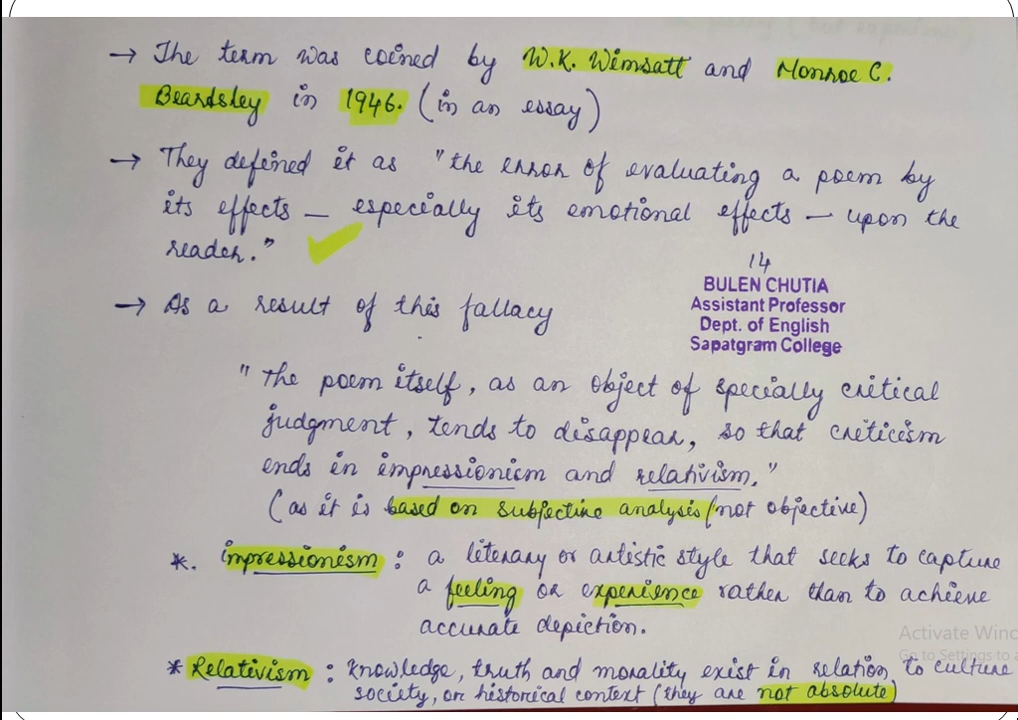 → The term was coined by W.K. Wimsatt and Monroe C.
Beardsley in 1946. (in an essay)
→ They defined it as "the error of evaluating a poem by
its effects — especially its emotional effects — upon the
reader."
14
BULEN CHUTIA
Assistant Professor
Dept. of English
Sapatgram College
→ As a result of this fallacy
"The poem itself, as an object of specially critical
judgment, tends to disappear, so that criticism
ends in impressionism and relativism."
(as it is based on subjective analysis/not objective)
*. impressionism : a literary or artistic style that seeks to capture
a feeling or experience rather than to achieve
accurate depiction.
Activate Winc
Go to Settings to a
* Relativism : knowledge, truth and morality exist in relation to culture
society, or historical context (they are not absolute)